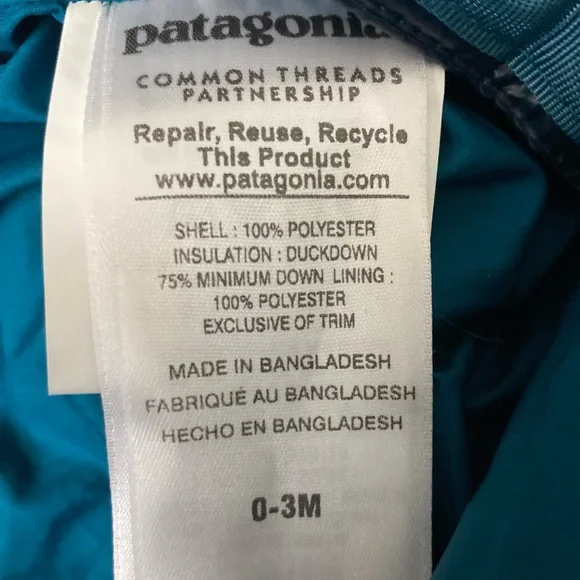 patagonia
COMMON THREADS
PARTNERSHIP
Repair, Reuse, Recycle
This Product
www.patagonia.com
SHELL : 100% POLYESTER
INSULATION : DUCKDOWN
75% MINIMUM DOWN LINING :
100% POLYESTER
EXCLUSIVE OF TRIM
MADE IN BANGLADESH
FABRIQUÉ AU BANGLADESH
HECHO EN BANGLADESH
0-3M